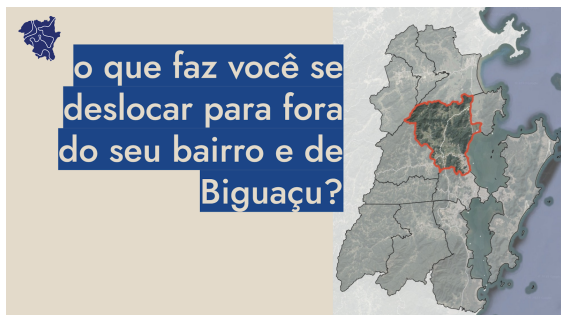 o que faz você se
deslocar para fora
do seu bairro e de
Biguaçu?